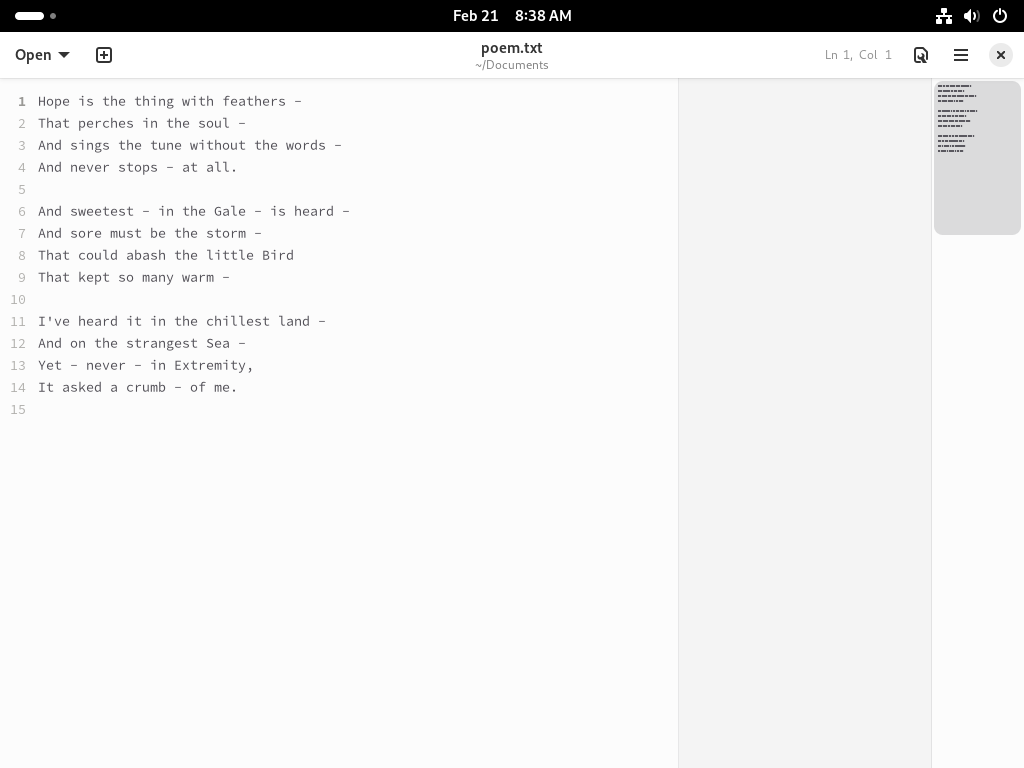 Feb 21 8:38 AM
Open
poem.txt
~/Documents
Ln 1, Col 1
1 Hope is the thing with feathers -
2 That perches in the soul -
3 And sings the tune without the words -
4 And never stops - at all.
5
6 And sweetest - in the Gale - is heard -
7 And sore must be the storm -
8 That could abash the little Bird
9 That kept so many warm -
10
11 I've heard it in the chillest land -
12 And on the strangest Sea -
13 Yet - never - in Extremity,
14 It asked a crumb - of me.
15